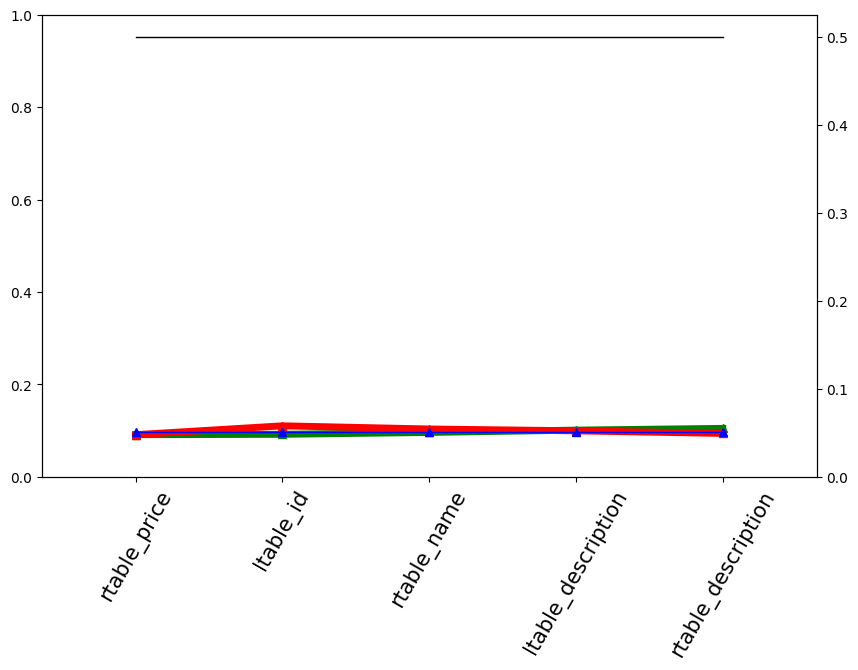 1.0
0.8
0.6
0.4
0.2
0.0
0.5
0.4
0.3
0.2
0.1
0.0
rtable_price
ltable_id
rtable_name
ltable_description
rtable_description